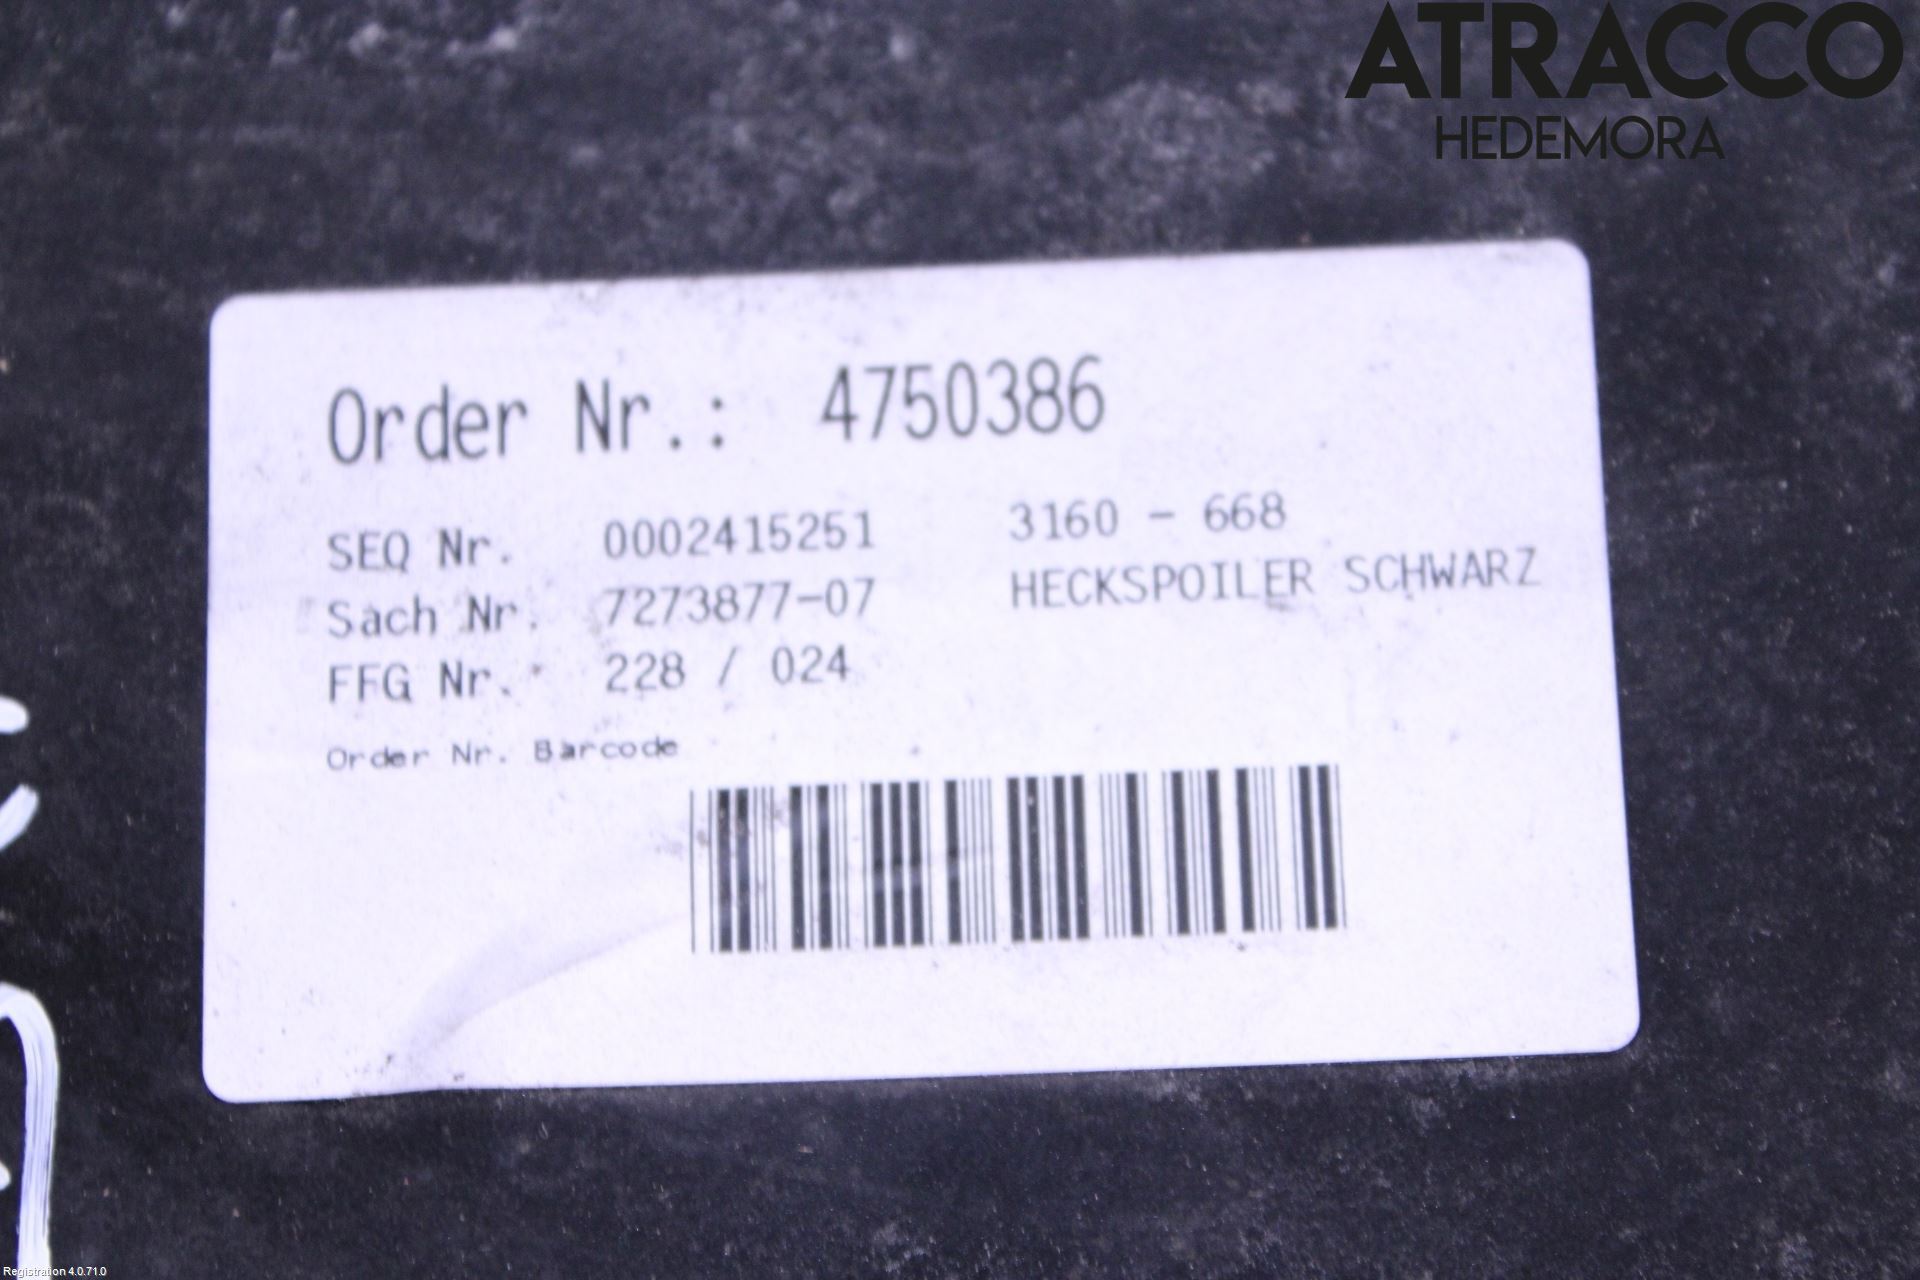 ATRACCO
HEDEMORA
Order Nr.: 4750386
SEQ Nr. 0002415251 3160 - 668
Sach Nr. 7273877-07 HECKSPOILER SCHWARZ
FFG Nr. 228 / 024
Order Nr. Barcode
Registration 4.0.71.0